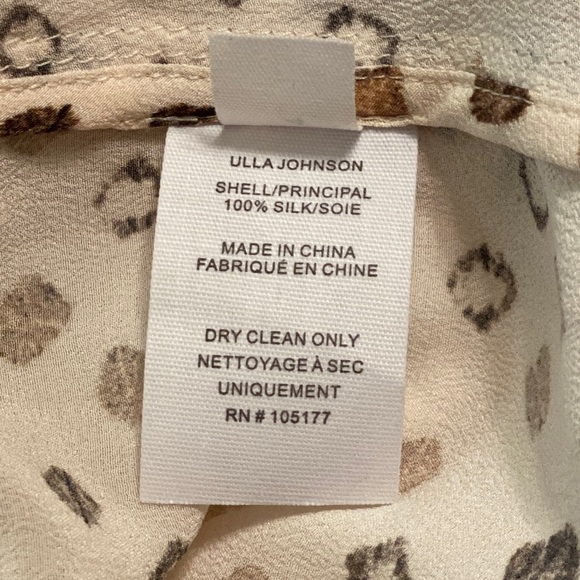 ULLA JOHNSON
SHELL/PRINCIPAL
100% SILK/SOIE
MADE IN CHINA
FABRIQUÉ EN CHINE
DRY CLEAN ONLY
NETTOYAGE À SEC
UNIQUEMENT
RN # 105177